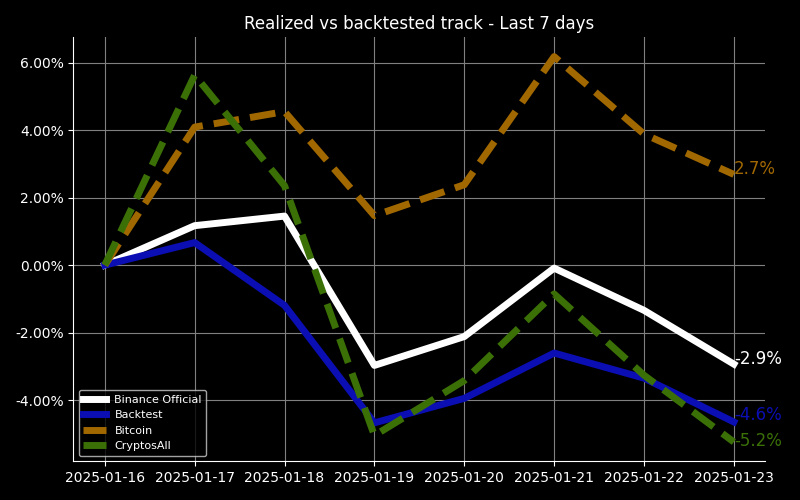 Realized vs backtested track - Last 7 days
6.00%
4.00%
2.00%
0.00%
-2.00%
-4.00%
2.7%
-2.9%
-4.6%
-5.2%
Binance Official
Backtest
Bitcoin
CryptosAll
2025-01-16 2025-01-17 2025-01-18 2025-01-19 2025-01-20 2025-01-21 2025-01-22 2025-01-23